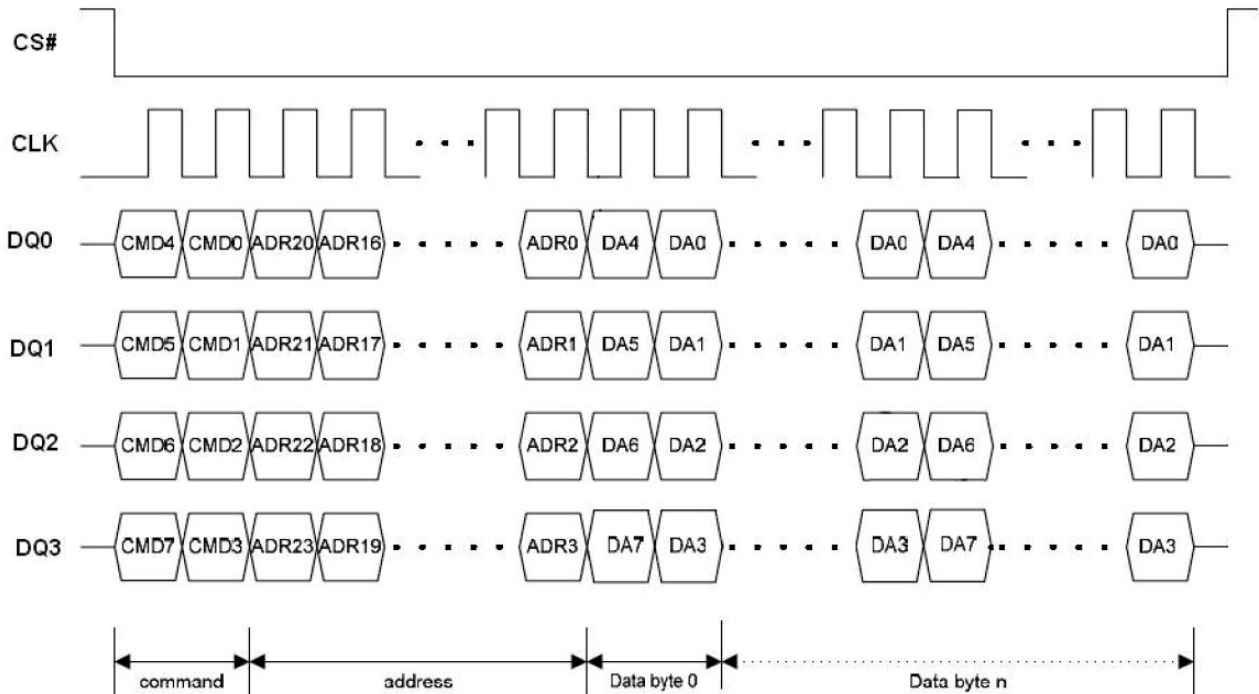 CS#
CLK
DQ0 CMD4 CMD0 ADR20 ADR16 ADR0 DA4 DA0 DA0 DA4 DA0
DQ1 CMD5 CMD1 ADR21 ADR17 ADR1 DA5 DA1 DA1 DA5 DA1
DQ2 CMD6 CMD2 ADR22 ADR18 ADR2 DA6 DA2 DA2 DA6 DA2
DQ3 CMD7 CMD3 ADR23 ADR19 ADR3 DA7 DA3 DA3 DA7 DA3
command address Data byte 0 Data byte n